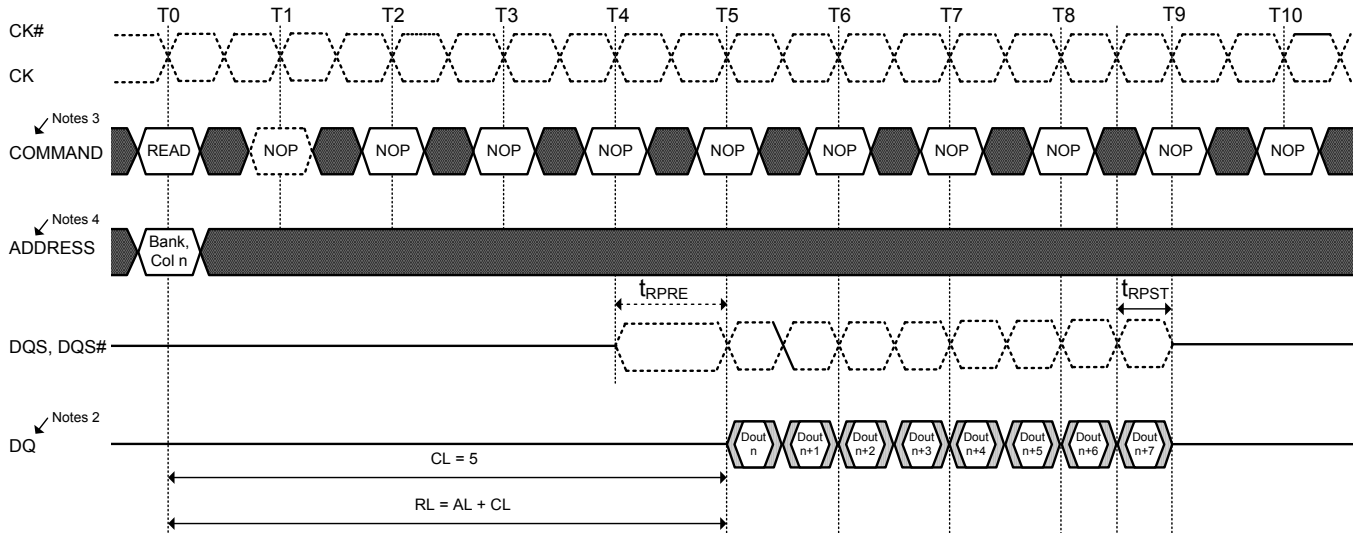 T0 T1 T2 T3 T4 T5 T6 T7 T8 T9 T10
CK#
CK
Notes 3
COMMAND READ NOP NOP NOP NOP NOP NOP NOP NOP NOP NOP
Notes 4
ADDRESS
Bank,
Col n
tRPRE tRPST
DQS, DQS#
Notes 2
DQ
Dout n
Dout n+1
Dout n+2
Dout n+3
Dout n+4
Dout n+5
Dout n+6
Dout n+7
CL = 5
RL = AL + CL